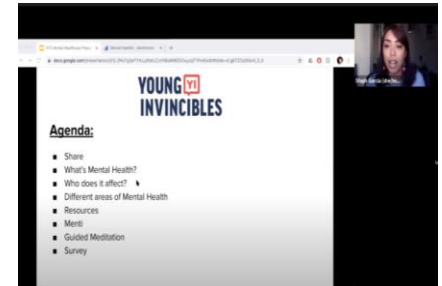 YOUNG YI
INVINCIBLES
Agenda:
Share
What's Mental Health?
Who does it affect?
Different areas of Mental Health
Resources
Menti
Guided Meditation
Survey